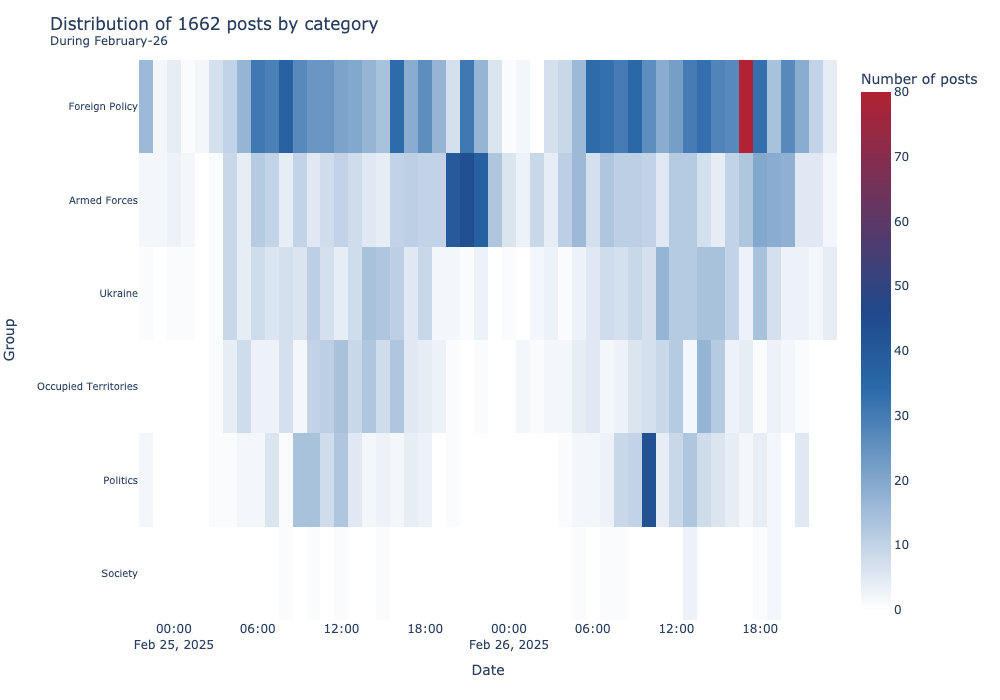 Distribution of 1662 posts by category
During February-26
Number of posts
80
70
60
50
40
30
20
10
0
Group
Foreign Policy
Armed Forces
Ukraine
Occupied Territories
Politics
Society
00:00 06:00 12:00 18:00 00:00 06:00 12:00 18:00
Feb 25, 2025 Feb 26, 2025
Date